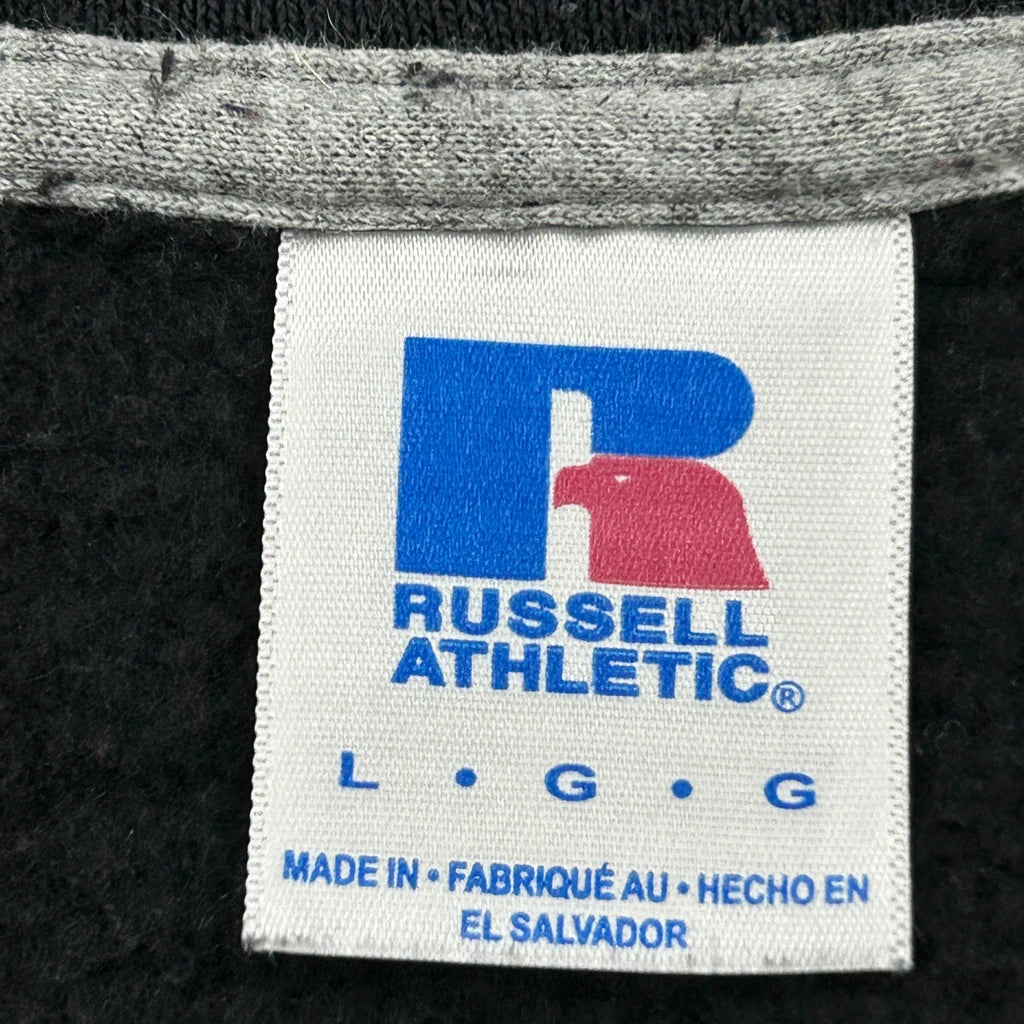 RUSSELL
ATHLETIC®
L • G • G
MADE IN • FABRIQUÉ AU • HECHO EN
EL SALVADOR